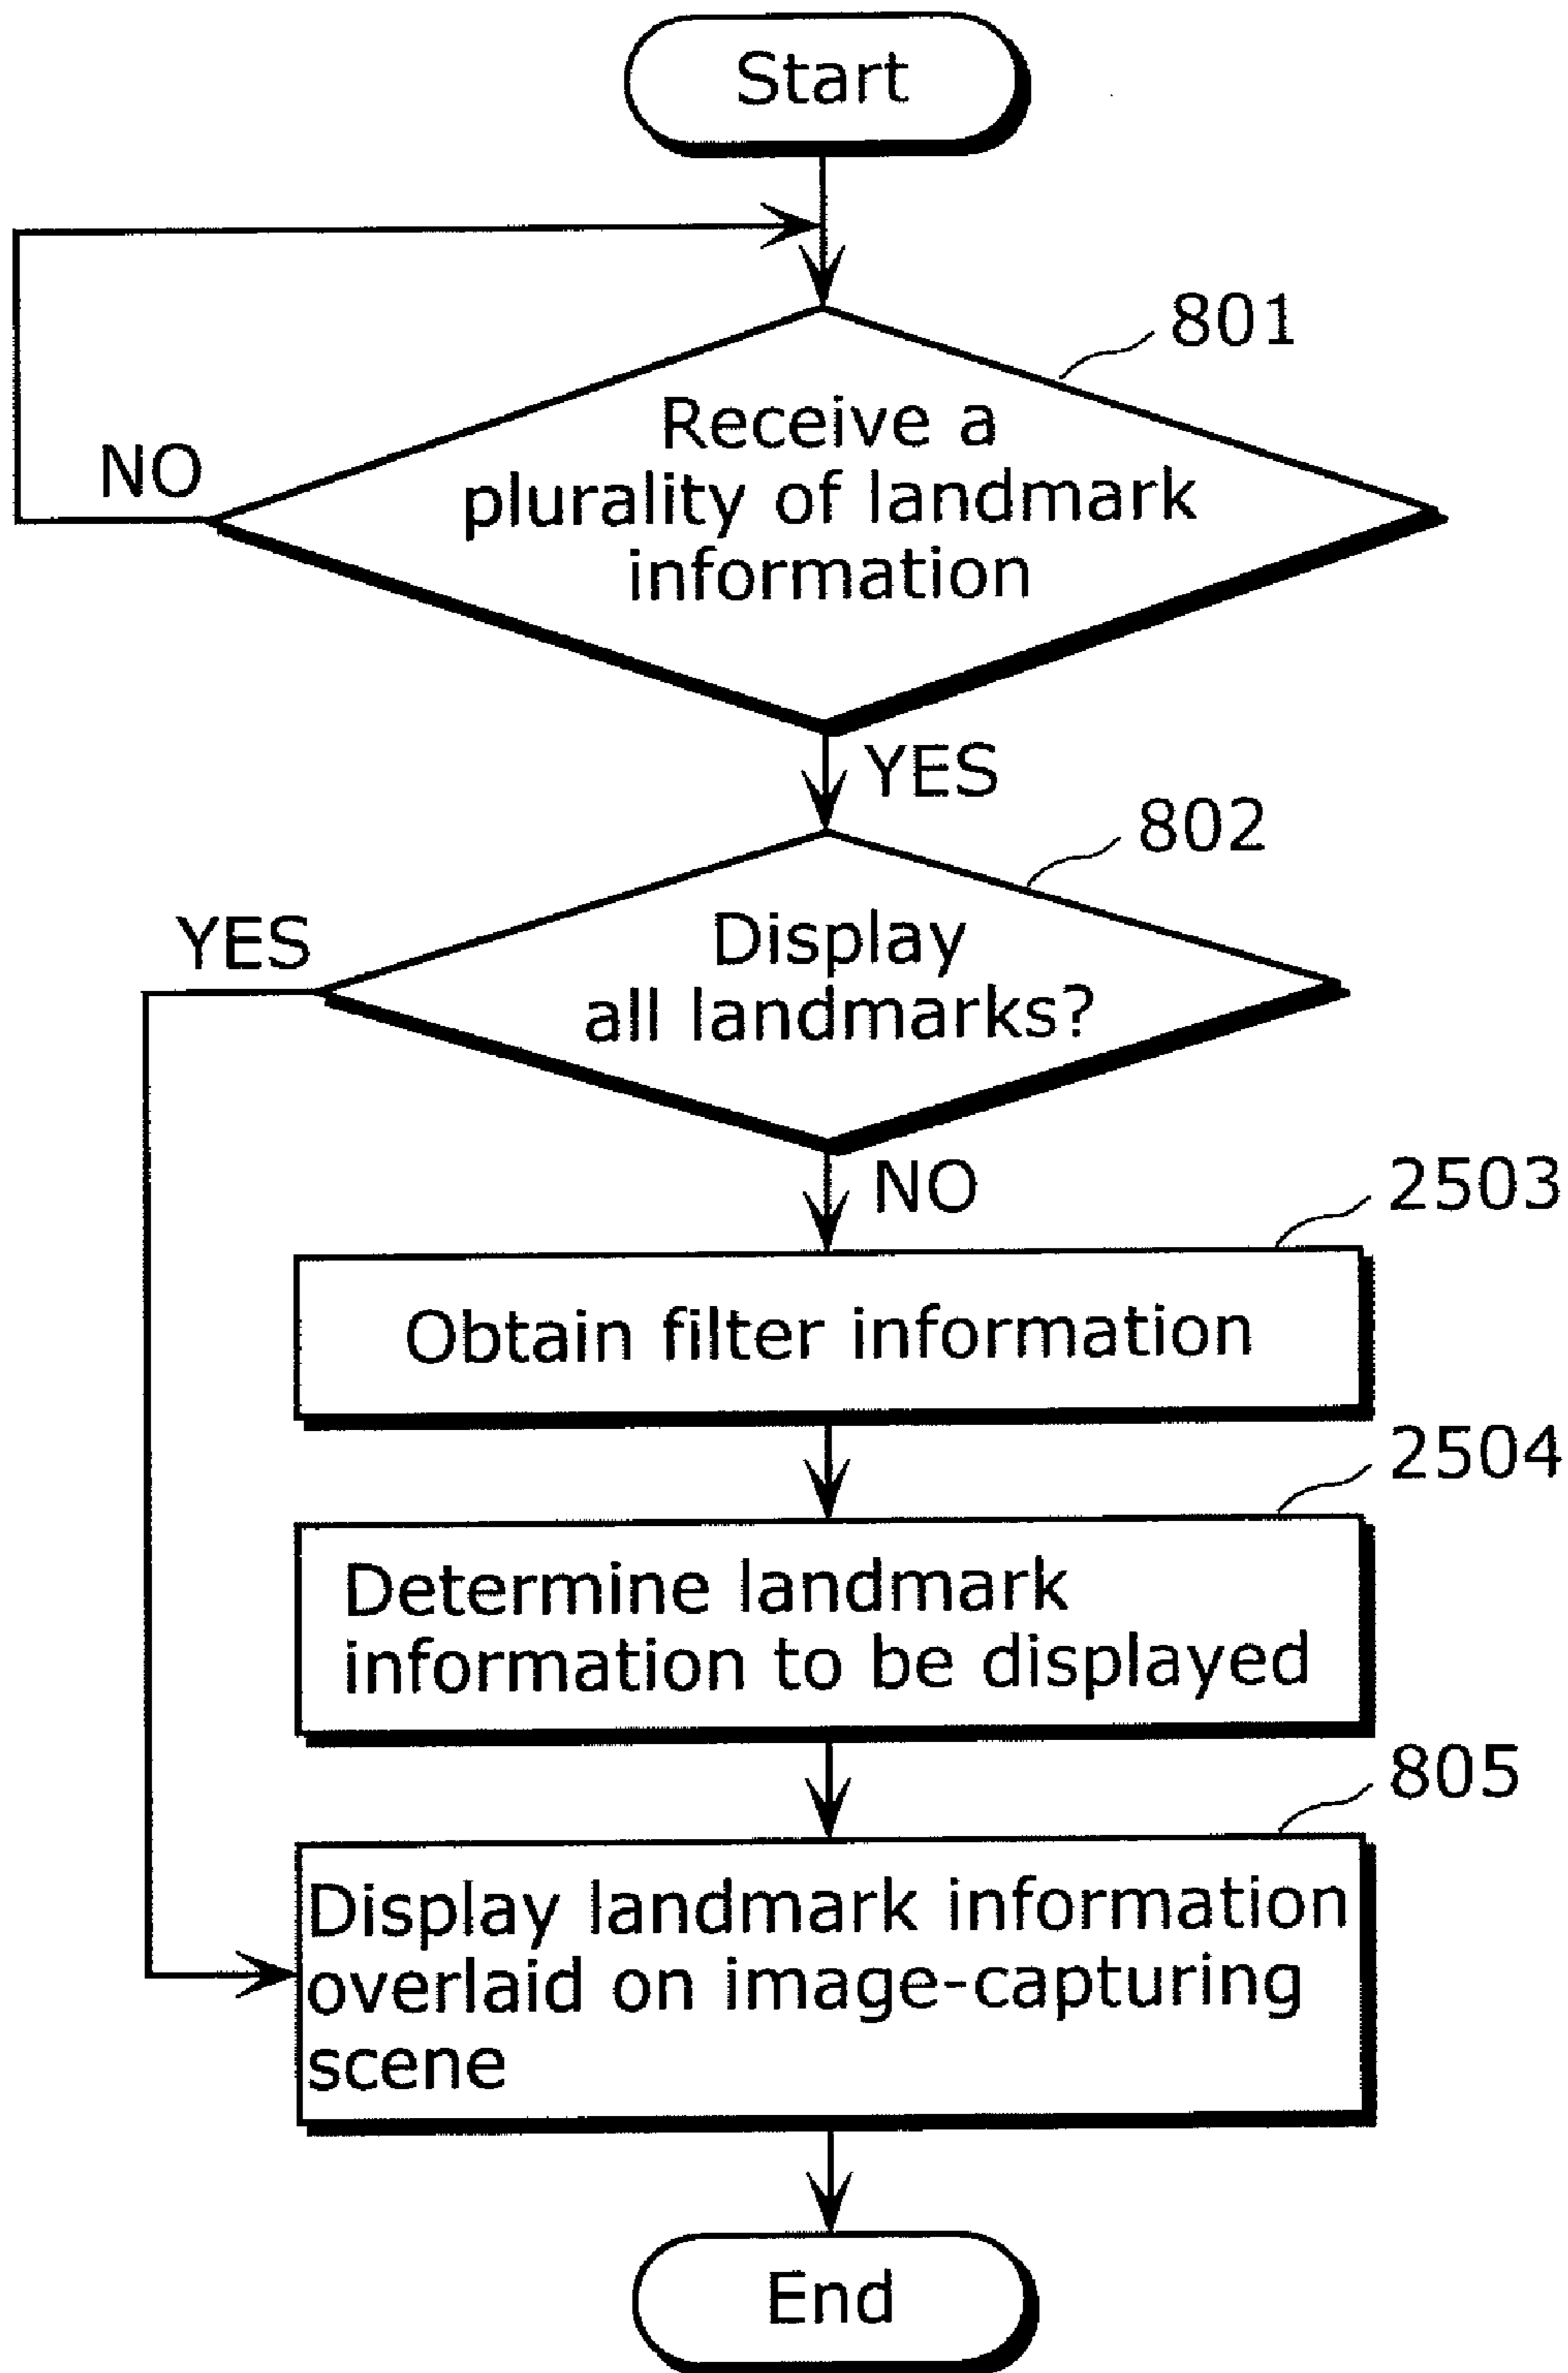 Start
801
Receive a
plurality of landmark
information
NO
YES
802
Display
all landmarks?
YES
NO
2503
Obtain filter information
2504
Determine landmark
information to be displayed
805
Display landmark information
overlaid on image-capturing
scene
End